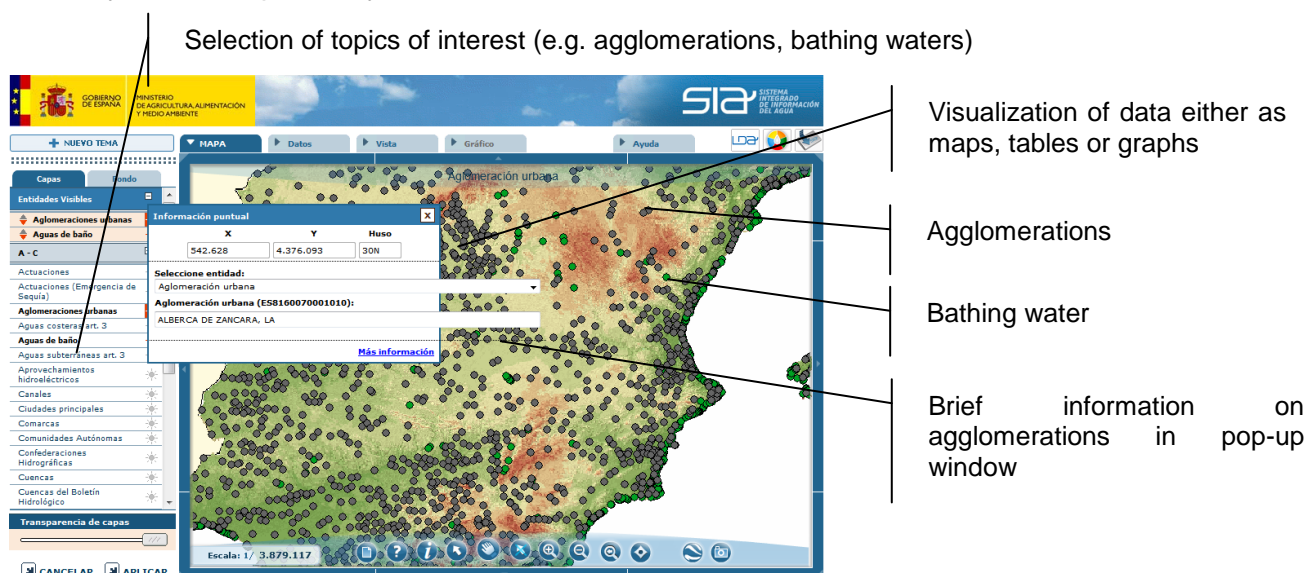 Selection of topics of interest (e.g. agglomerations, bathing waters)
GOBIERNO
DE ESPAÑA
MINISTERIO
DE AGRICULTURA, ALIMENTACIÓN
Y MEDIO AMBIENTE
sia
SISTEMA
INTEGRADO
DE INFORMACIÓN
DEL AGUA
Visualization of data either as
maps, tables or graphs
NUEVO TEMA
MAPA
Datos
Vista
Gráfico
Ayuda
Capas
Fondo
Aglomeración urbana
Entidades Visibles
Aglomeraciones urbanas
Aguas de baño
A - C
Actuaciones
Actuaciones (Emergencia de
Sequía)
Aglomeraciones urbanas
Aguas costeras art. 3
Aguas de baño
Aguas subterráneas art. 3
Aprovechamientos
hidroeléctricos
Canales
Ciudades principales
Comarcas
Comunidades Autónomas
Confederaciones
Hidrográficas
Cuencas
Cuencas del Boletín
Hidrológico
Transparencia de capas
CANCELAR
APLICAR
Información puntual
x
X Y Huso
542.628 4.376.093 30N
Seleccione entidad:
Aglomeración urbana
Aglomeración urbana (ES8160070001010):
ALBERCA DE ZANCARA, LA
Más información
Agglomerations
Bathing water
Brief information on
agglomerations in pop-up
window
Escala: 1/ 3.879.117